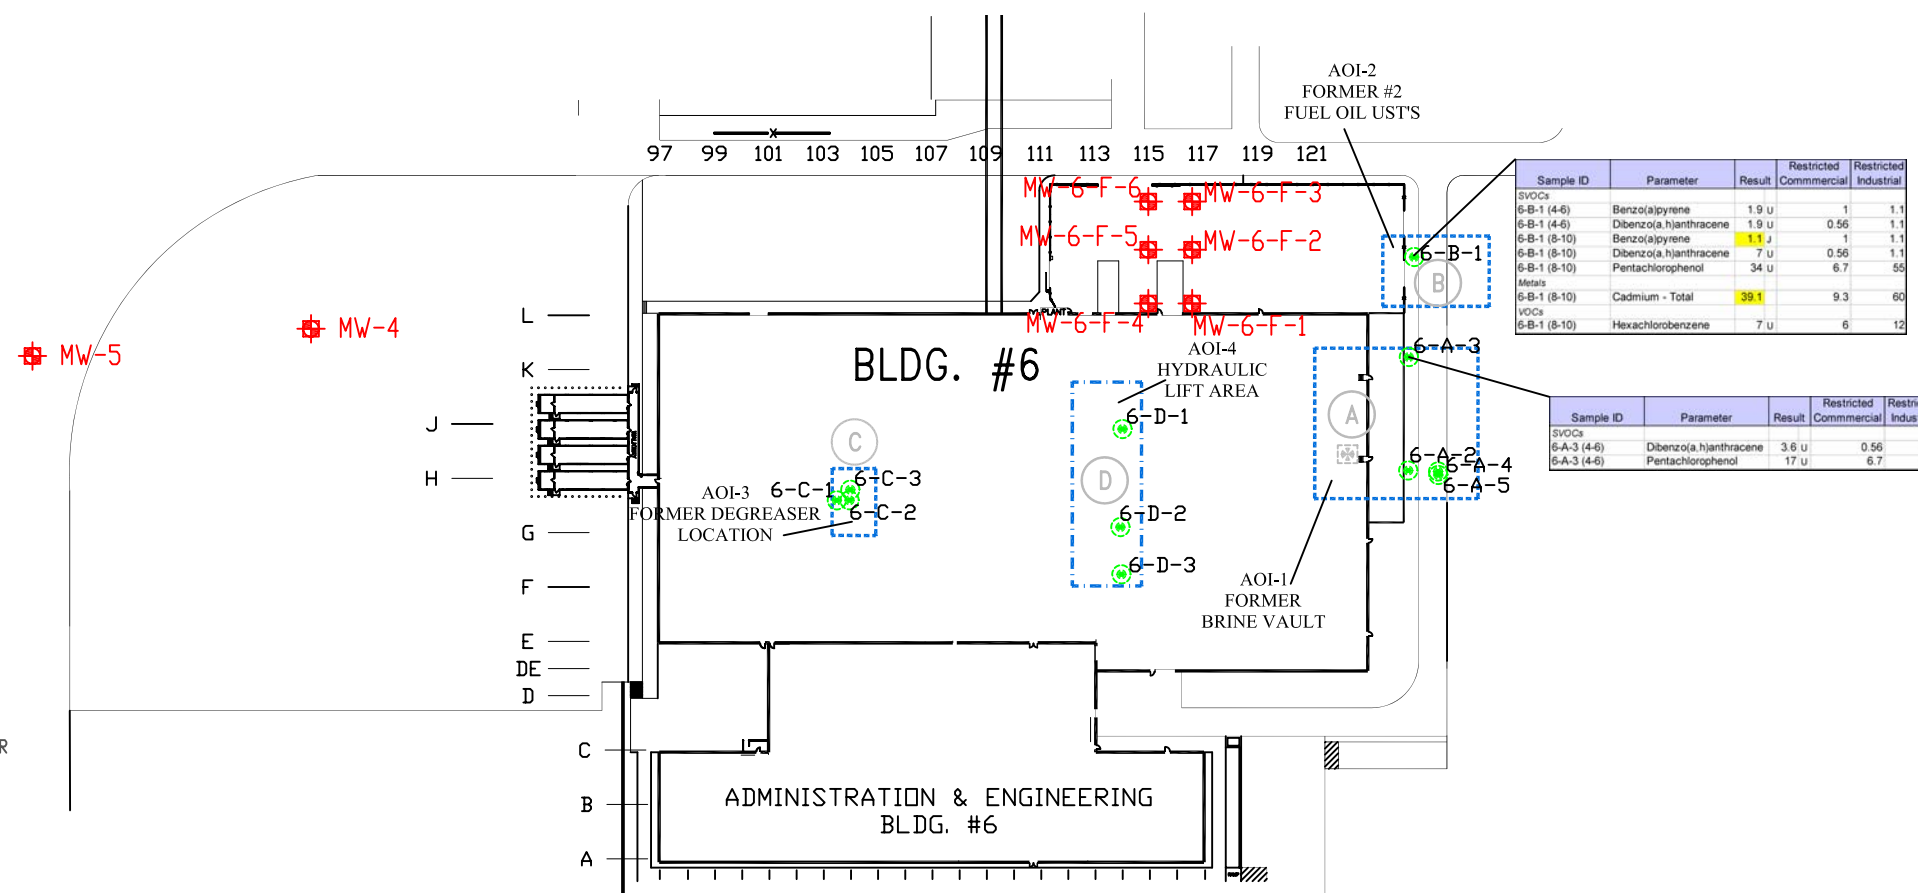 AOI-2
FORMER #2
FUEL OIL UST'S
97 99 101 103 105 107 109 111 113 115 117 119 121
MW-6-F-6
MW-6-F-3
MW-6-F-5
MW-6-F-2
MW-6-F-4
MW-6-F-1
PLANT
6-B-1
B
Sample ID Parameter Result Restricted Commmercial Restricted Industrial
SVOCs
6-B-1 (4-6) Benzo(a)pyrene 1.9 U 1 1.1
6-B-1 (4-6) Dibenzo(a,h)anthracene 1.9 U 0.56 1.1
6-B-1 (8-10) Benzo(a)pyrene 1.1 J 1 1.1
6-B-1 (8-10) Dibenzo(a,h)anthracene 7 U 0.56 1.1
6-B-1 (8-10) Pentachlorophenol 34 U 6.7 55
Metals
6-B-1 (8-10) Cadmium - Total 39.1 9.3 60
VOCs
6-B-1 (8-10) Hexachlorobenzene 7 U 6 12
MW-5
MW-4
L
K
J
H
G
F
E
DE
D
C
B
A
BLDG. #6
AOI-4
HYDRAULIC
LIFT AREA
6-A-3
A
6-D-1
C
D
6-C-1
6-C-3
6-C-2
AOI-3
FORMER DEGREASER
LOCATION
6-D-2
6-D-3
6-A-2
6-A-4
6-A-5
Sample ID Parameter Result Restricted Commmercial Restric Indus
SVOCs
6-A-3 (4-6) Dibenzo(a,h)anthracene 3.6 U 0.56
6-A-3 (4-6) Pentachlorophenol 17 U 6.7
AOI-1
FORMER
BRINE VAULT
R
ADMINISTRATION & ENGINEERING
BLDG. #6